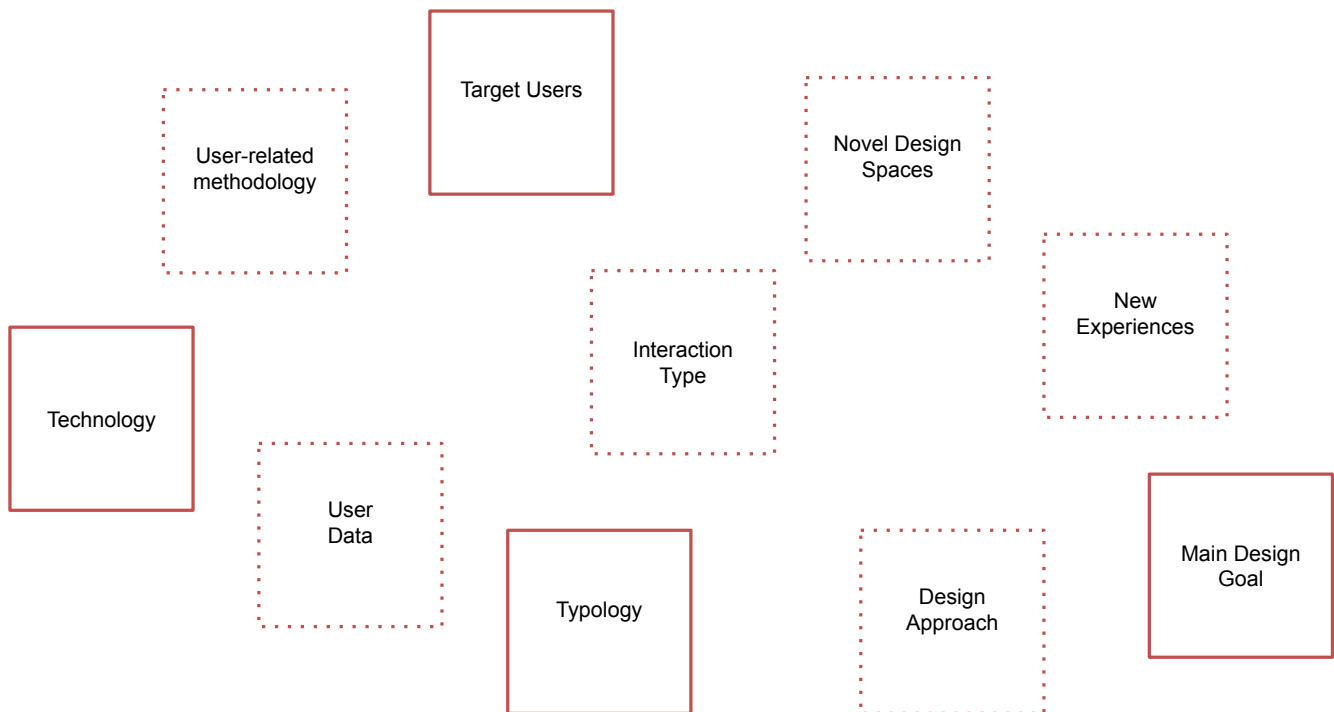 Target Users
User-related
methodology
Novel Design
Spaces
New
Experiences
Interaction
Type
Technology
User
Data
Typology
Design
Approach
Main Design
Goal